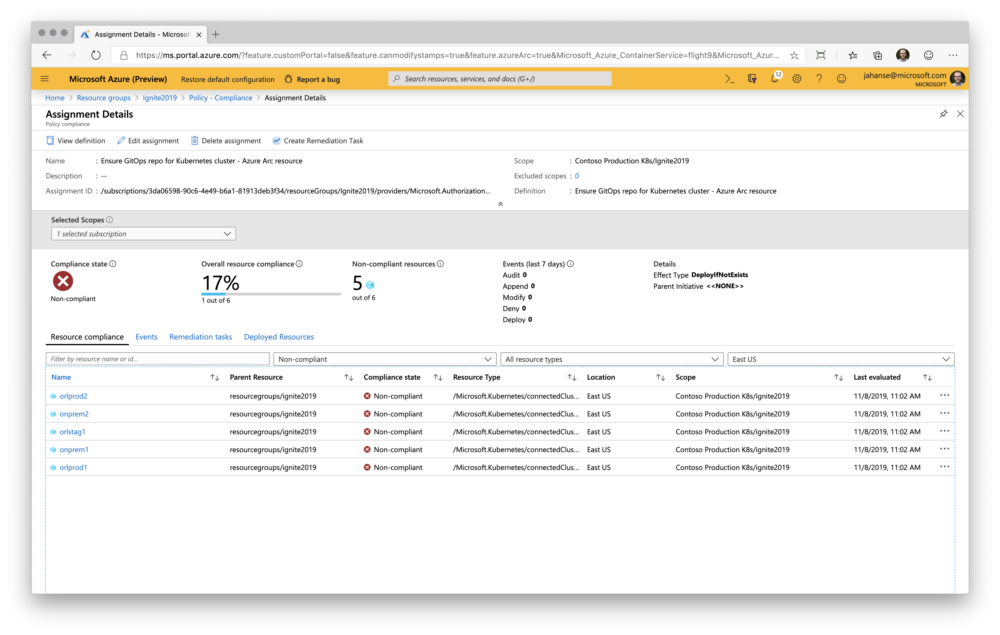 Assignment Details - Microsof
https://ms.portal.azure.com/?feature.customPortal=false&feature.canmodifystamps=true&feature.azureArc=true&Microsoft_Azure_ContainerService=flight9&Microsoft_Azur...
Microsoft Azure (Preview) Restore default configuration Report a bug Search resources, services, and docs (G+/) 12 jahanse@microsoft.com
MICROSOFT
Home > Resource groups > Ignite2019 > Policy - Compliance > Assignment Details
Assignment Details
Policy compliance
View definition Edit assignment Delete assignment Create Remediation Task
Name : Ensure GitOps repo for Kubernetes cluster - Azure Arc resource Scope : Contoso Production K8s/Ignite2019
Description : -- Excluded scopes : 0
Assignment ID : /subscriptions/3da06598-90c6-4e49-b6a1-81913deb3f34/resourceGroups/Ignite2019/providers/Microsoft.Authorization... Definition : Ensure GitOps repo for Kubernetes cluster - Azure Arc resource
Selected Scopes
1 selected subscription
Compliance state
Non-compliant
Overall resource compliance
17%
1 out of 6
Non-compliant resources
5
out of 6
Events (last 7 days)
Audit 0
Append 0
Modify 0
Deny 0
Deploy 0
Details
Effect Type DeployIfNotExists
Parent Initiative <<NONE>>
Resource compliance Events Remediation tasks Deployed Resources
Filter by resource name or id... Non-compliant All resource types East US
Name Parent Resource Compliance state Resource Type Location Scope Last evaluated
orlprod2 resourcegroups/ignite2019 Non-compliant /Microsoft.Kubernetes/connectedClus... East US Contoso Production K8s/ignite2019 11/8/2019, 11:02 AM
onprem2 resourcegroups/ignite2019 Non-compliant /Microsoft.Kubernetes/connectedClus... East US Contoso Production K8s/ignite2019 11/8/2019, 11:02 AM
orlstag1 resourcegroups/ignite2019 Non-compliant /Microsoft.Kubernetes/connectedClus... East US Contoso Production K8s/ignite2019 11/8/2019, 11:02 AM
onprem1 resourcegroups/ignite2019 Non-compliant /Microsoft.Kubernetes/connectedClus... East US Contoso Production K8s/ignite2019 11/8/2019, 11:02 AM
orlprod1 resourcegroups/ignite2019 Non-compliant /Microsoft.Kubernetes/connectedClus... East US Contoso Production K8s/ignite2019 11/8/2019, 11:02 AM